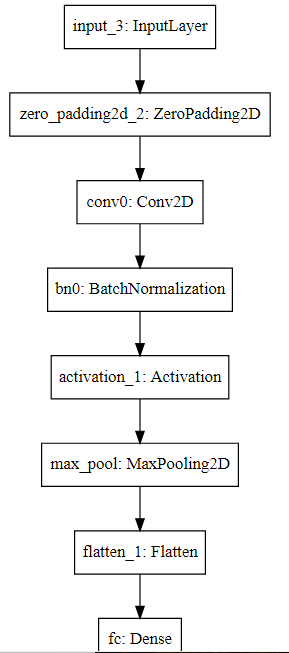 input_3: InputLayer
zero_padding2d_2: ZeroPadding2D
conv0: Conv2D
bn0: BatchNormalization
activation_1: Activation
max_pool: MaxPooling2D
flatten_1: Flatten
fc: Dense